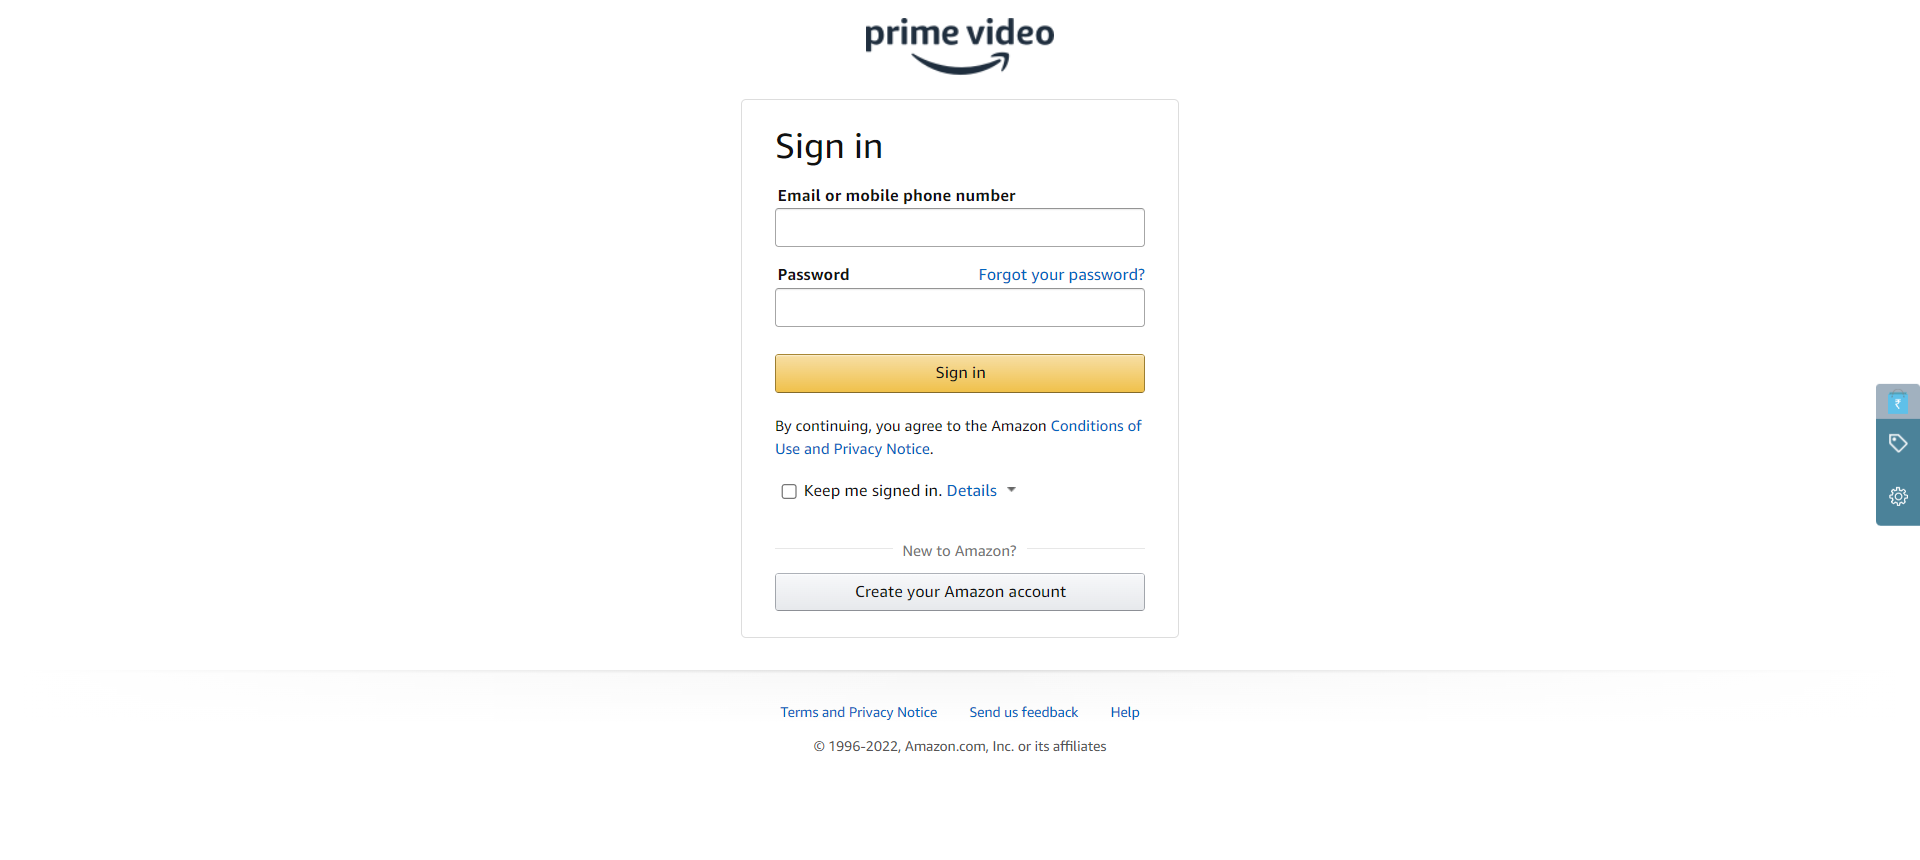 prime video
Sign in
Email or mobile phone number
Password
Forgot your password?
Sign in
By continuing, you agree to the Amazon Conditions of
Use and Privacy Notice.
Keep me signed in. Details
New to Amazon?
Create your Amazon account
₹
Terms and Privacy Notice
Send us feedback
Help
© 1996-2022, Amazon.com, Inc. or its affiliates